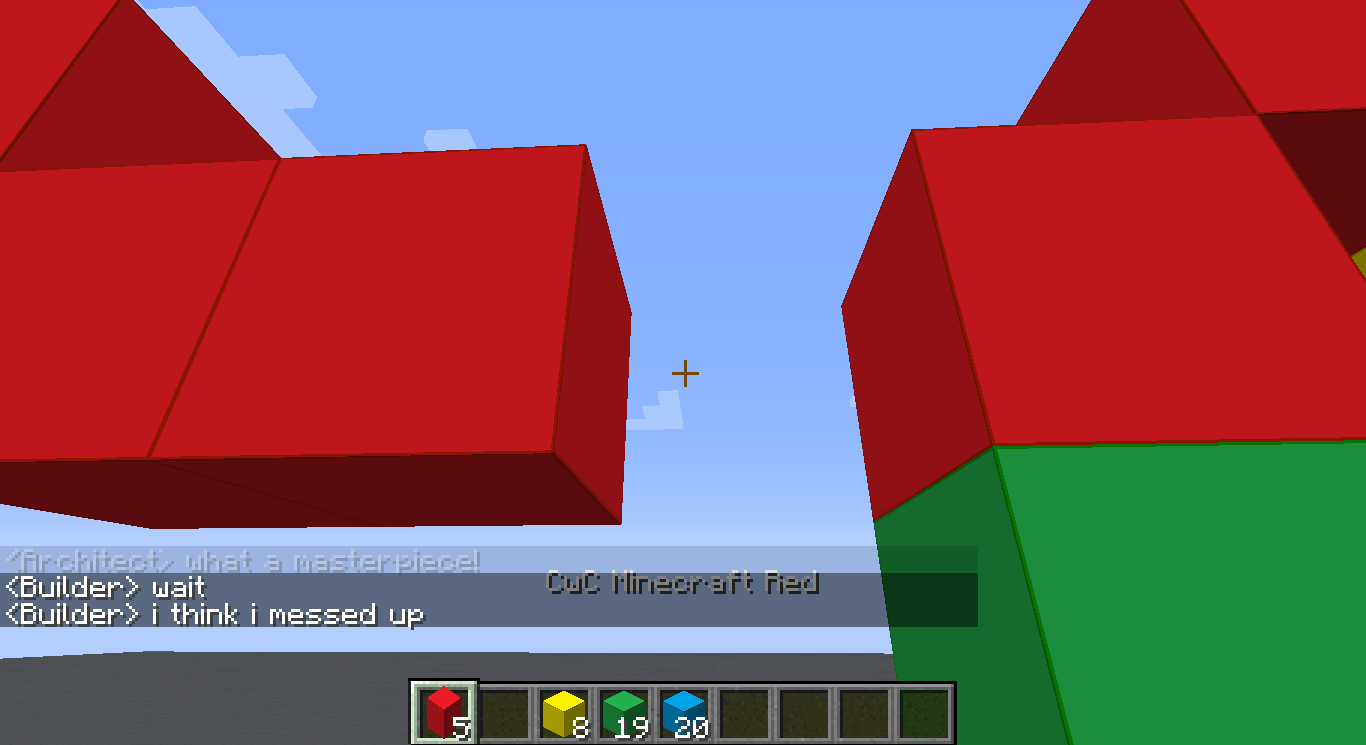 <Architect> what a masterpiece!
<Builder> wait
CwC Minecraft Red
<Builder> i think i messed up
5
8
19
20